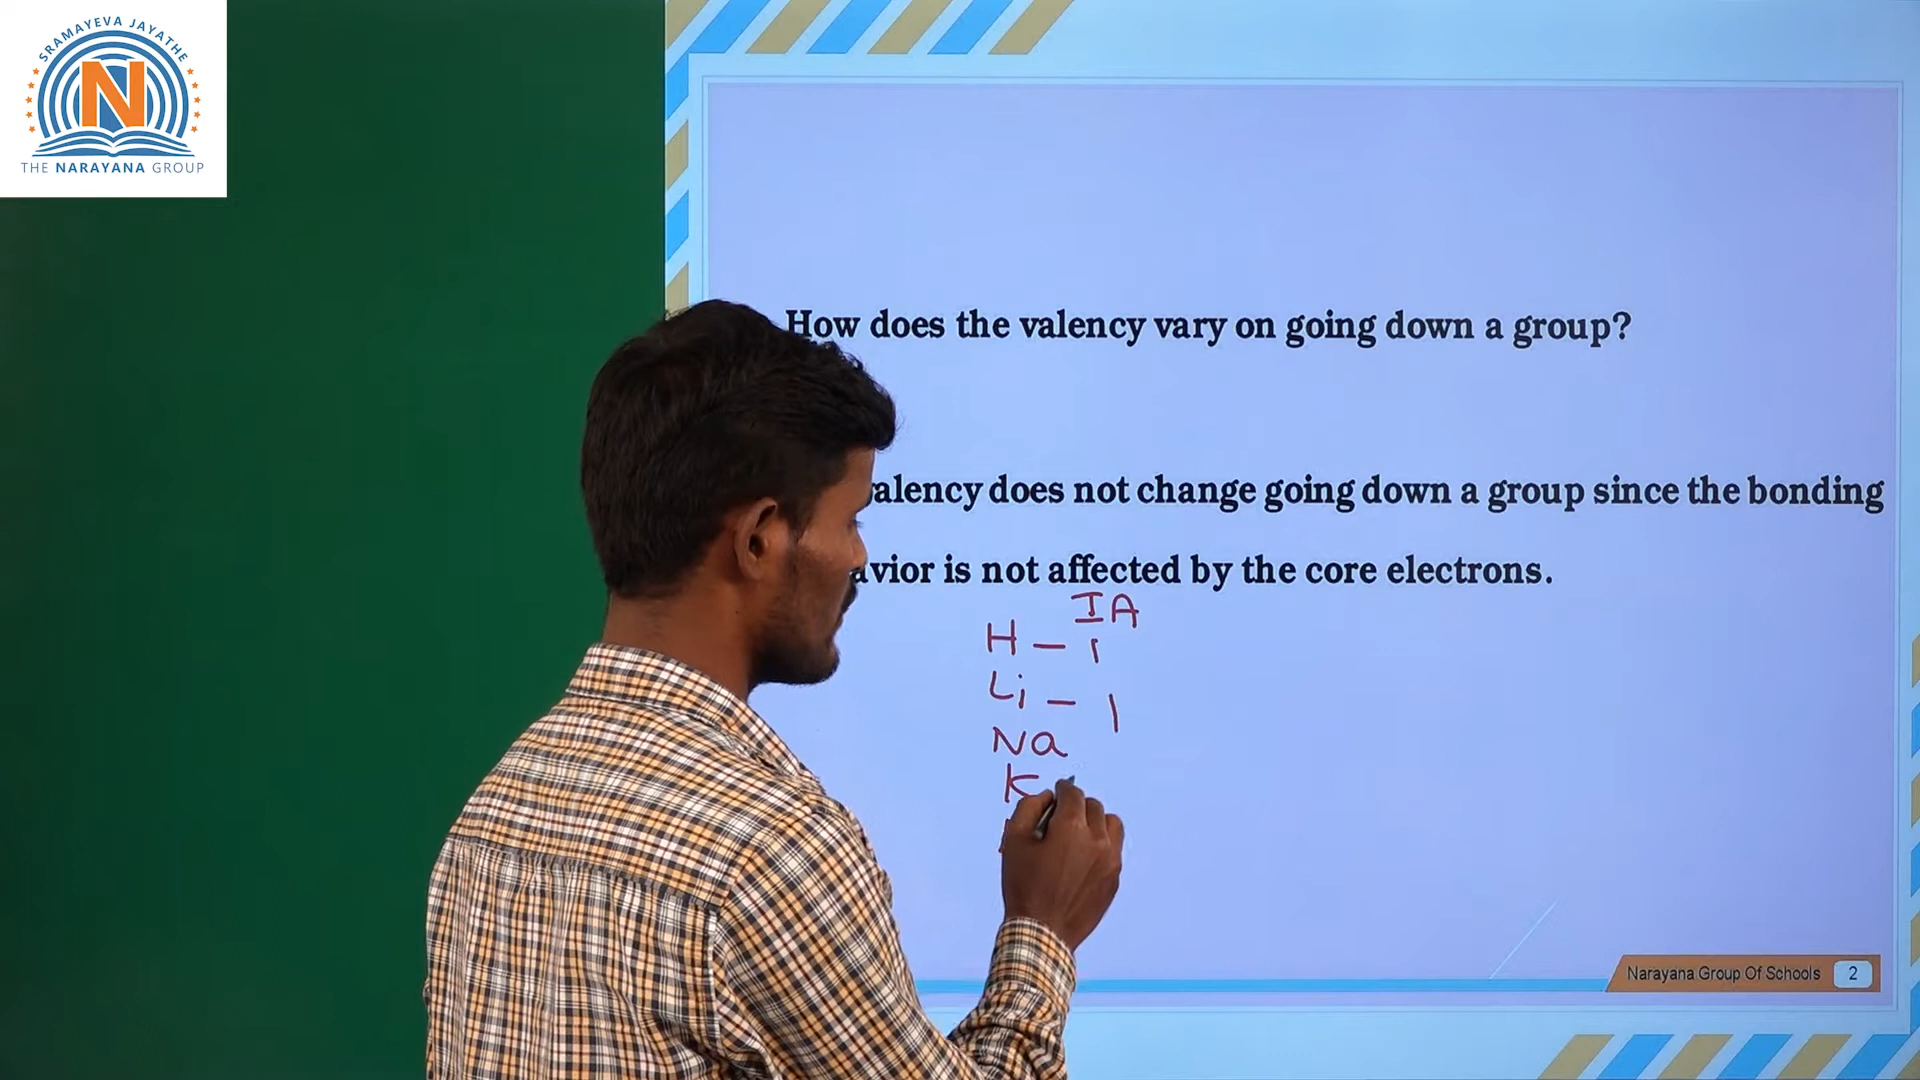 SRAMAYEVA JAYATHE
N
THE NARAYANA GROUP
How does the valency vary on going down a group?
alency does not change going down a group since the bonding
avior is not affected by the core electrons.
IA
H - 1
Li - 1
Na
K
Narayana Group Of Schools 2